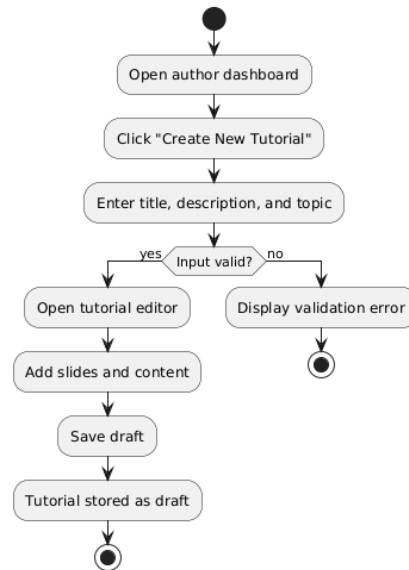 Open author dashboard
Click "Create New Tutorial"
Enter title, description, and topic
yes
Input valid?
no
Open tutorial editor
Display validation error
Add slides and content
Save draft
Tutorial stored as draft